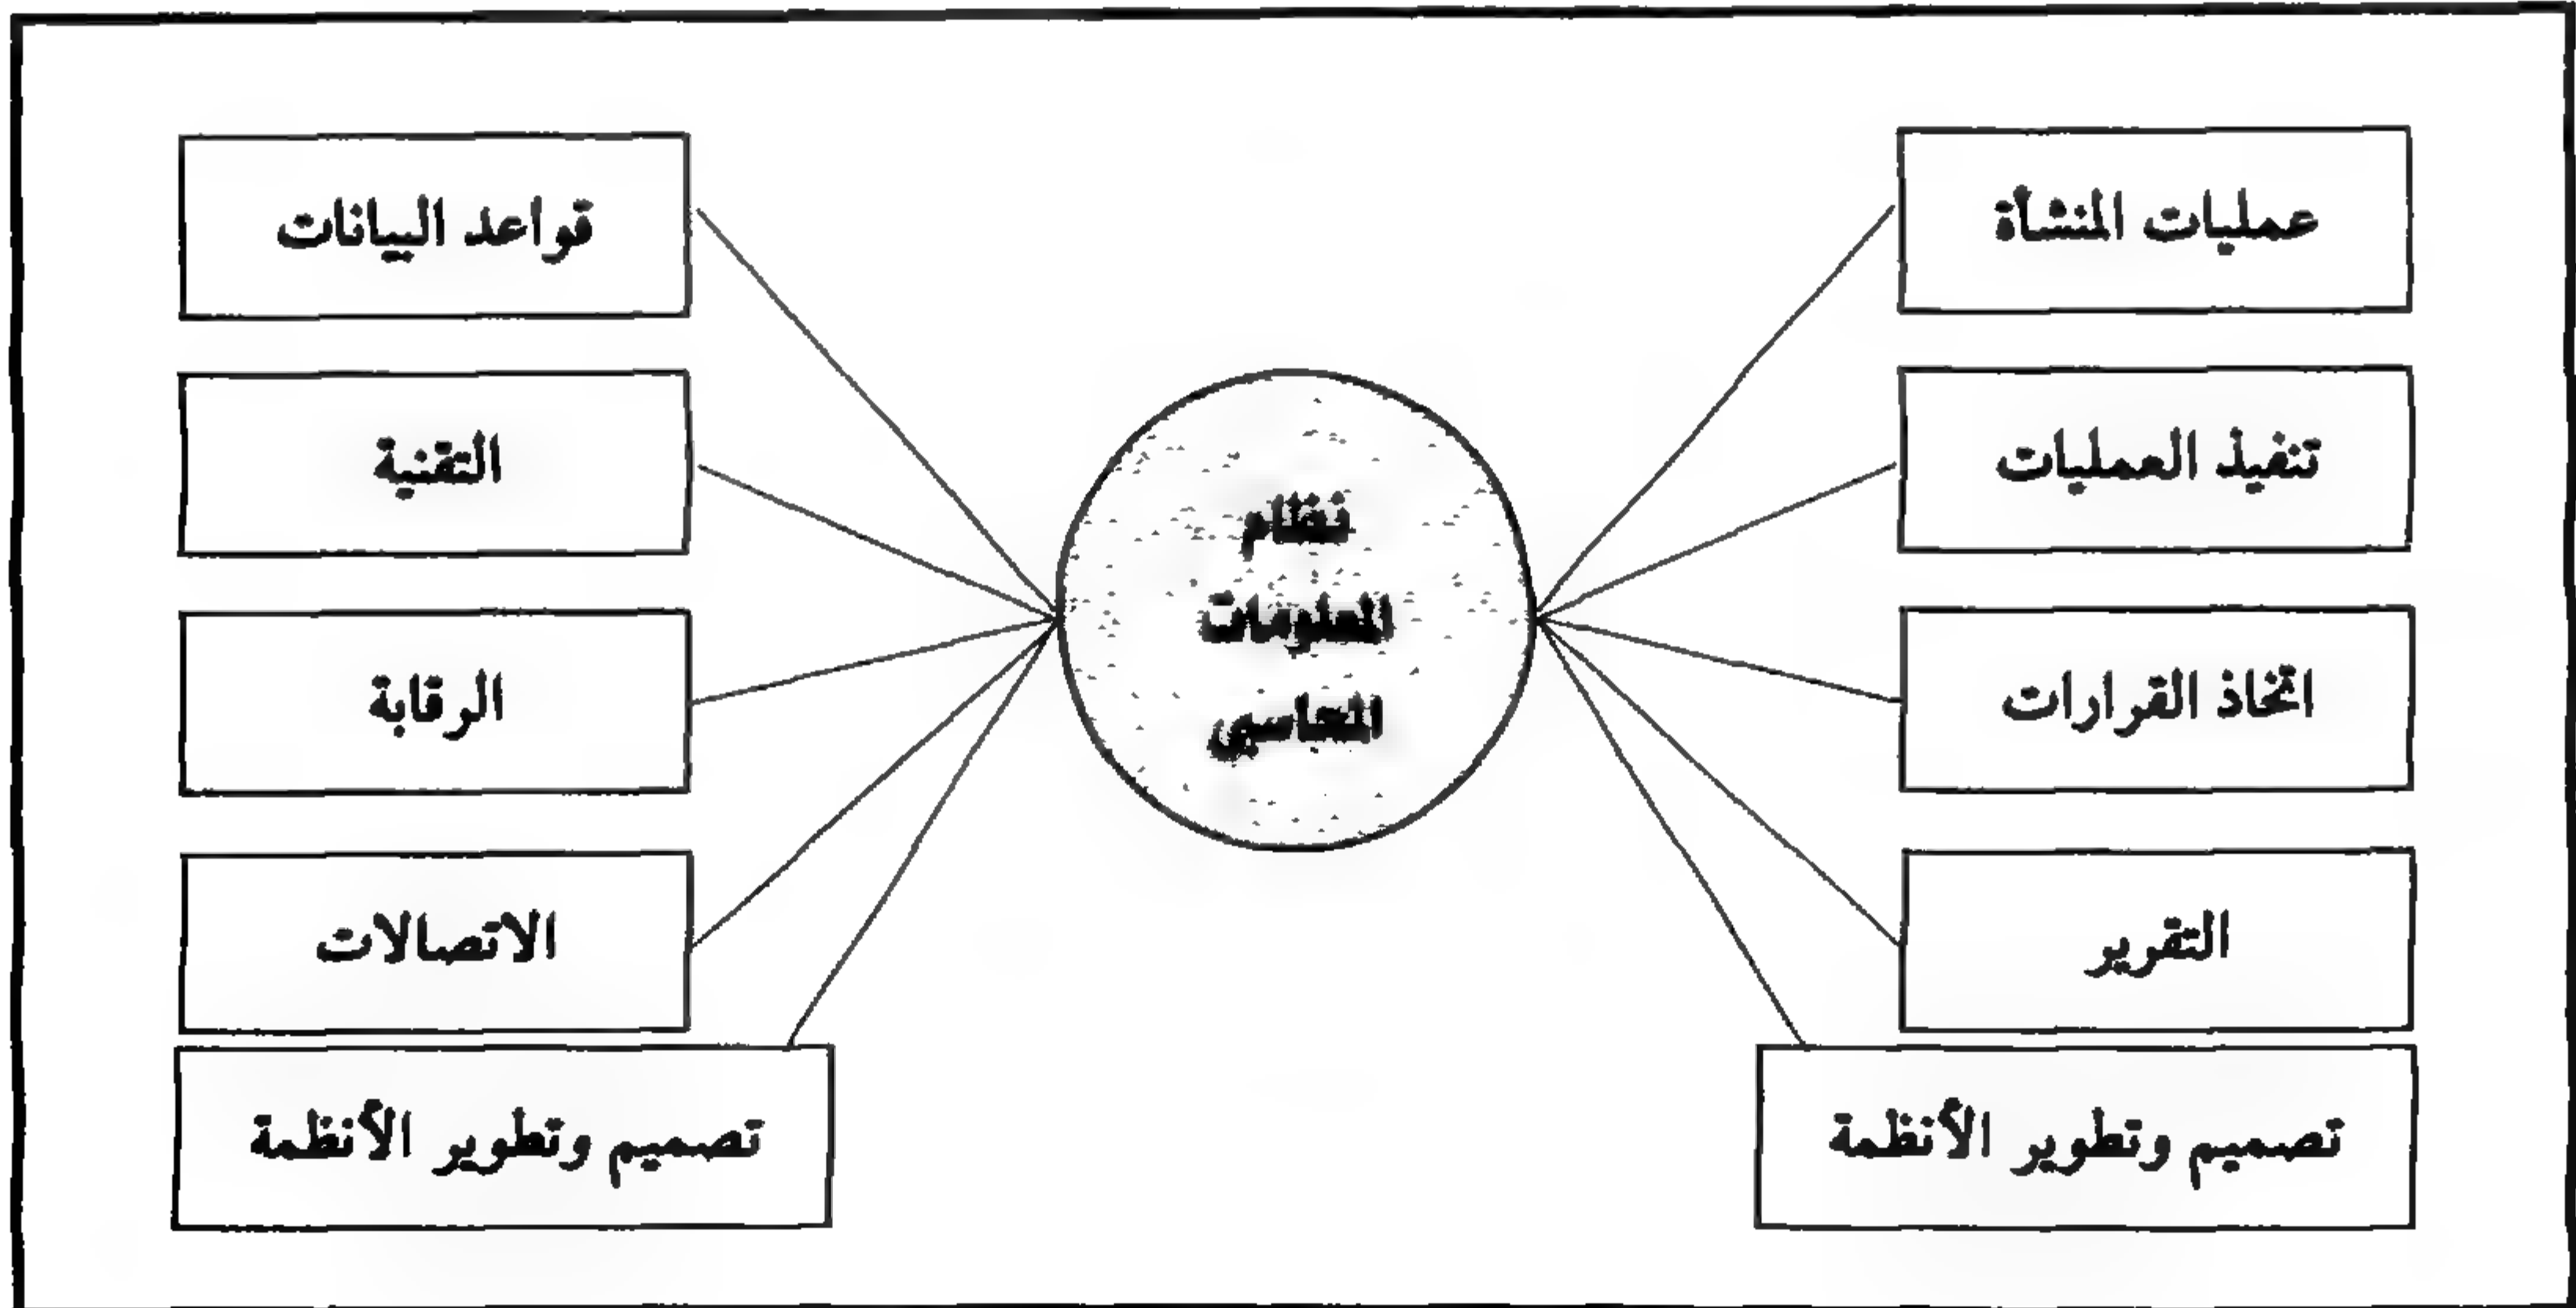 عمليات المنشأة
تنفيذ العمليات
اتخاذ القرارات
التقرير
تصميم وتطوير الأنظمة
نظام
المعلومات
المحاسبي
قواعد البيانات
التقنية
الرقابة
الاتصالات
تصميم وتطوير الأنظمة